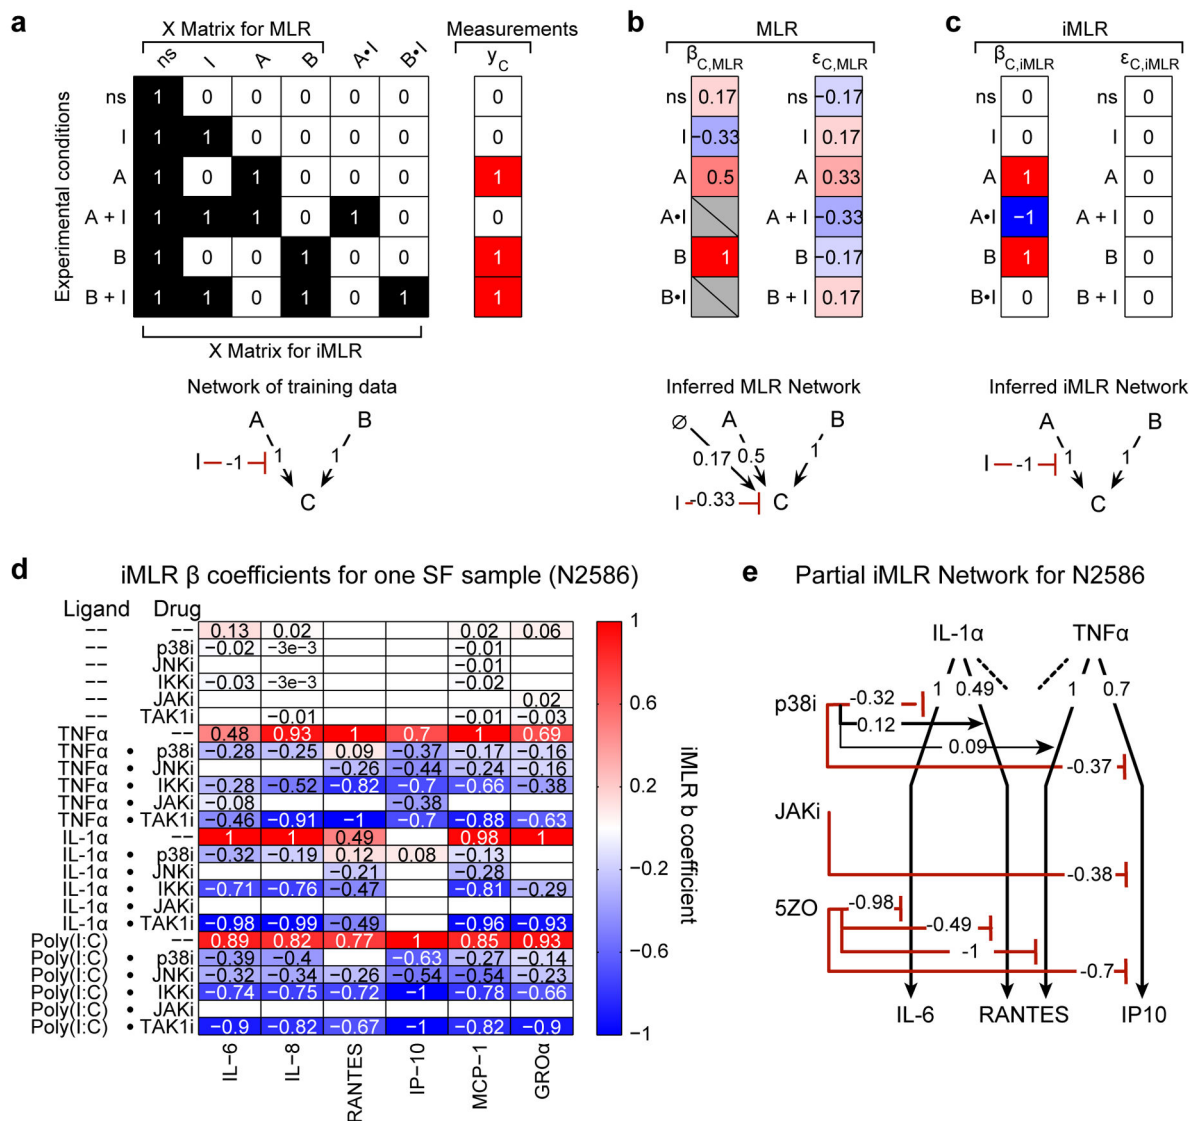 a
X Matrix for MLR
Measurements
ns I A B A•I B•I
y C
Experimental conditions
ns 1 0 0 0 0 0 0
I 1 1 0 0 0 0 0
A 1 0 1 0 0 0 1
A + I 1 1 1 0 1 0 0
B 1 0 0 1 0 0 1
B + I 1 1 0 1 0 1 1
X Matrix for iMLR
Network of training data
A B
1 1
I -1
C
b
MLR
βC,MLR εC,MLR
ns 0.17 ns −0.17
I −0.33 I 0.17
A 0.5 A 0.33
A•I A + I −0.33
B 1 B −0.17
B•I B + I 0.17
Inferred MLR Network
∅ A B
0.17 0.5 1
I -0.33 C
c
iMLR
βC,iMLR εC,iMLR
ns 0 ns 0
I 0 I 0
A 1 A 0
A•I −1 A + I 0
B 1 B 0
B•I 0 B + I 0
Inferred iMLR Network
A B
1 1
I -1
C
d iMLR β coefficients for one SF sample (N2586)
Ligand Drug
−− −− 0.13 0.02 0.02 0.06
−− p38i −0.02 −3e−3 −0.01
−− JNKi −0.01
−− IKKi −0.03 −3e−3 −0.02
−− JAKi 0.02
−− TAK1i −0.01 −0.01 −0.03
TNFα −− 0.48 0.93 1 0.7 1 0.69
TNFα • p38i −0.28 −0.25 0.09 −0.37 −0.17 −0.16
TNFα • JNKi −0.26 −0.44 −0.24 −0.16
TNFα • IKKi −0.28 −0.52 −0.82 −0.7 −0.66 −0.38
TNFα • JAKi −0.08 −0.38
TNFα • TAK1i −0.46 −0.91 −1 −0.7 −0.88 −0.63
IL-1α −− 1 1 0.49 0.98 1
IL-1α • p38i −0.32 −0.19 0.12 0.08 −0.13
IL-1α • JNKi −0.21 −0.28
IL-1α • IKKi −0.71 −0.76 −0.47 −0.81 −0.29
IL-1α • JAKi
IL-1α • TAK1i −0.98 −0.99 −0.49 −0.96 −0.93
Poly(I:C) −− 0.89 0.82 0.77 1 0.85 0.93
Poly(I:C) • p38i −0.39 −0.4 −0.63 −0.27 −0.14
Poly(I:C) • JNKi −0.32 −0.34 −0.26 −0.54 −0.54 −0.23
Poly(I:C) • IKKi −0.74 −0.75 −0.72 −1 −0.78 −0.66
Poly(I:C) • JAKi
Poly(I:C) • TAK1i −0.9 −0.82 −0.67 −1 −0.82 −0.9
IL−6 IL−8 RANTES IP−10 MCP−1 GROα
1
0.6
0.2
−0.2
−0.6
−1
iMLR b coefficient
e Partial iMLR Network for N2586
IL-1α TNFα
1 0.49 1 0.7
p38i -0.32
0.12
0.09
-0.37
JAKi
-0.38
5ZO -0.98
-0.49
-1
-0.7
IL-6 RANTES IP10